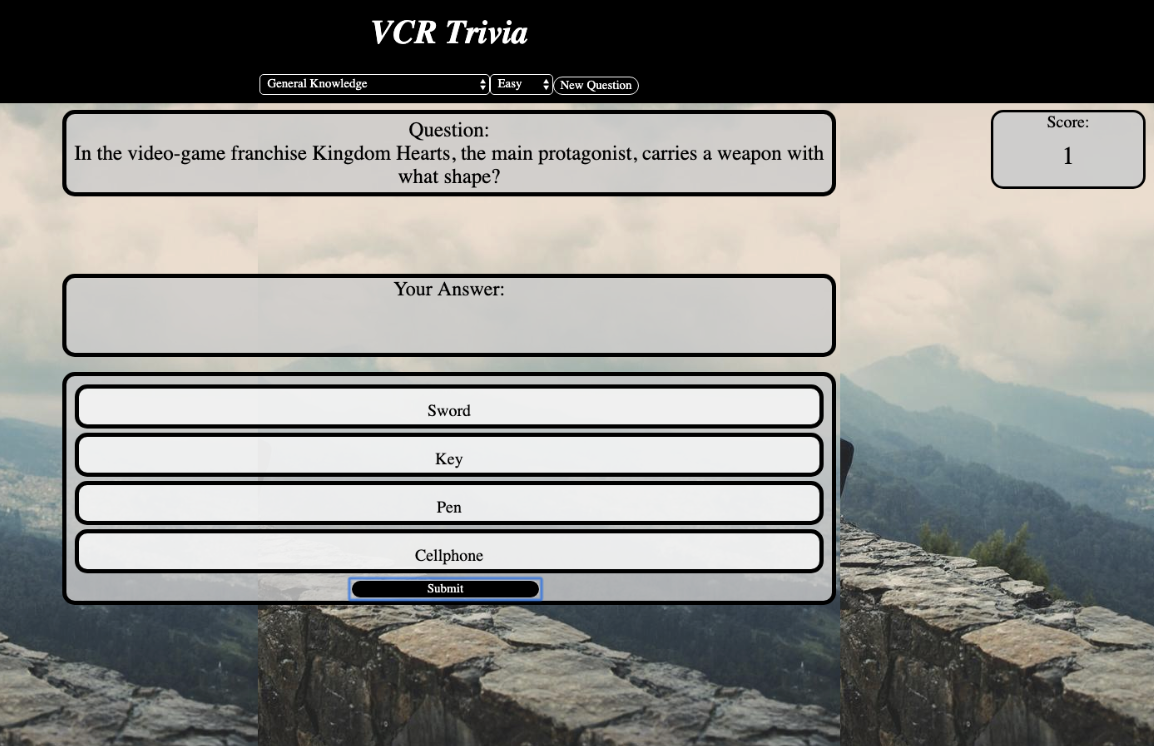 VCR Trivia
General Knowledge Easy New Question
Question:
In the video-game franchise Kingdom Hearts, the main protagonist, carries a weapon with
what shape?
Score:
1
Your Answer:
Sword
Key
Pen
Cellphone
Submit